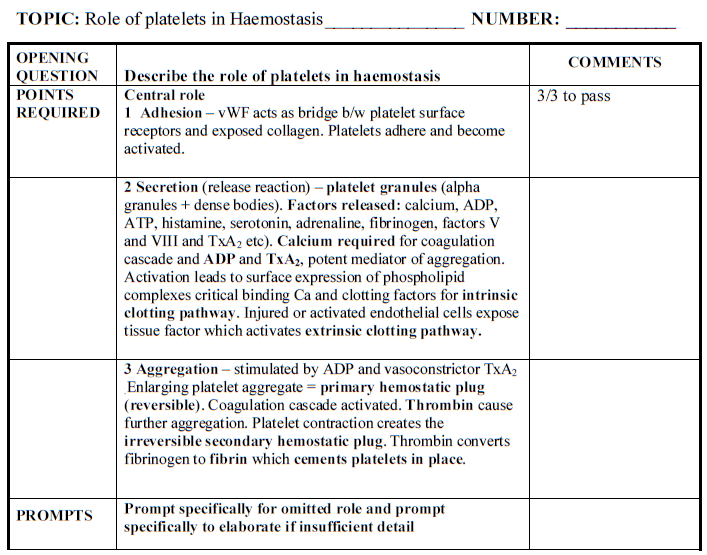 TOPIC: Role of platelets in Haemostasis________________ NUMBER: _____________
OPENING QUESTION
Describe the role of platelets in haemostasis
COMMENTS
POINTS REQUIRED
Central role
1 Adhesion – vWF acts as bridge b/w platelet surface
receptors and exposed collagen. Platelets adhere and become
activated.
3/3 to pass
2 Secretion (release reaction) – platelet granules (alpha
granules + dense bodies). Factors released: calcium, ADP,
ATP, histamine, serotonin, adrenaline, fibrinogen, factors V
and VIII and TxA₂ etc). Calcium required for coagulation
cascade and ADP and TxA₂, potent mediator of aggregation.
Activation leads to surface expression of phospholipid
complexes critical binding Ca and clotting factors for intrinsic
clotting pathway. Injured or activated endothelial cells expose
tissue factor which activates extrinsic clotting pathway.
3 Aggregation – stimulated by ADP and vasoconstrictor TxA₂
Enlarging platelet aggregate = primary hemostatic plug
(reversible). Coagulation cascade activated. Thrombin cause
further aggregation. Platelet contraction creates the
irreversible secondary hemostatic plug. Thrombin converts
fibrinogen to fibrin which cements platelets in place.
PROMPTS
Prompt specifically for omitted role and prompt
specifically to elaborate if insufficient detail